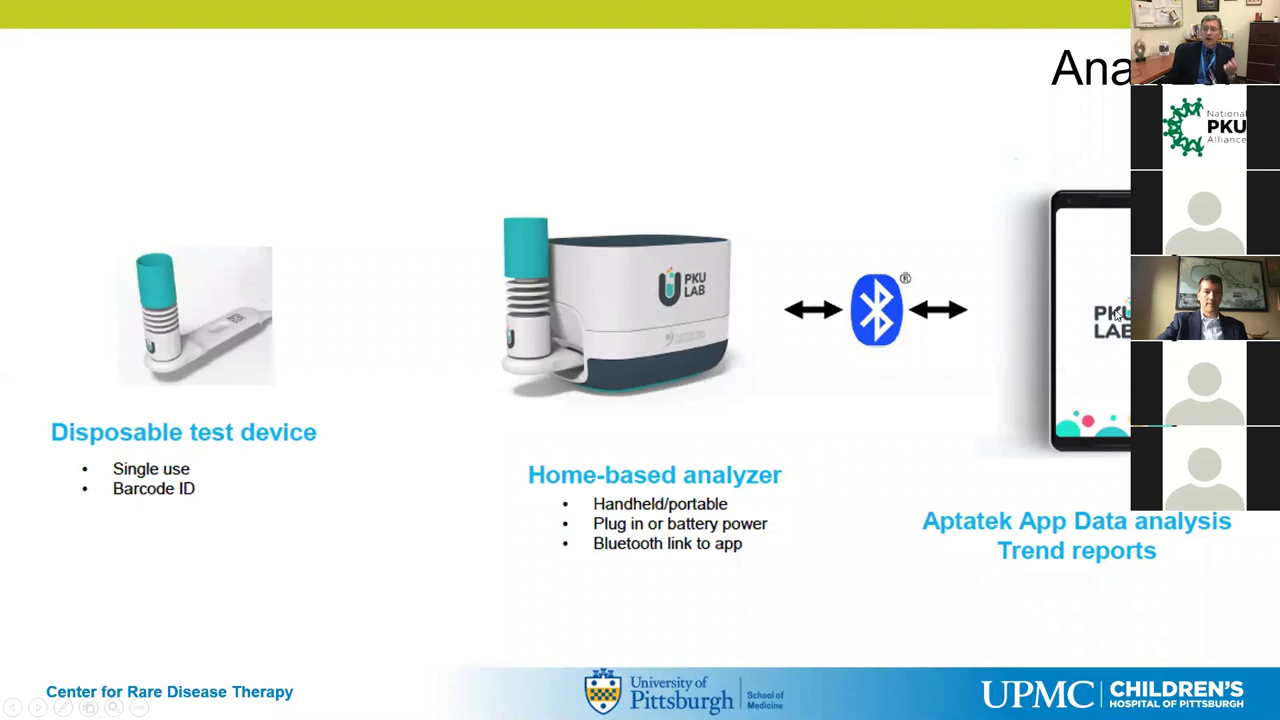 Ana
National
PKU
Alliance
PKU
LAB
®
PKU
LAB
Disposable test device
• Single use
• Barcode ID
Home-based analyzer
• Handheld/portable
• Plug in or battery power
• Bluetooth link to app
Aptatek App Data analysis
Trend reports
Center for Rare Disease Therapy
University of
Pittsburgh
School of
Medicine
UPMC
CHILDREN'S
HOSPITAL OF PITTSBURGH